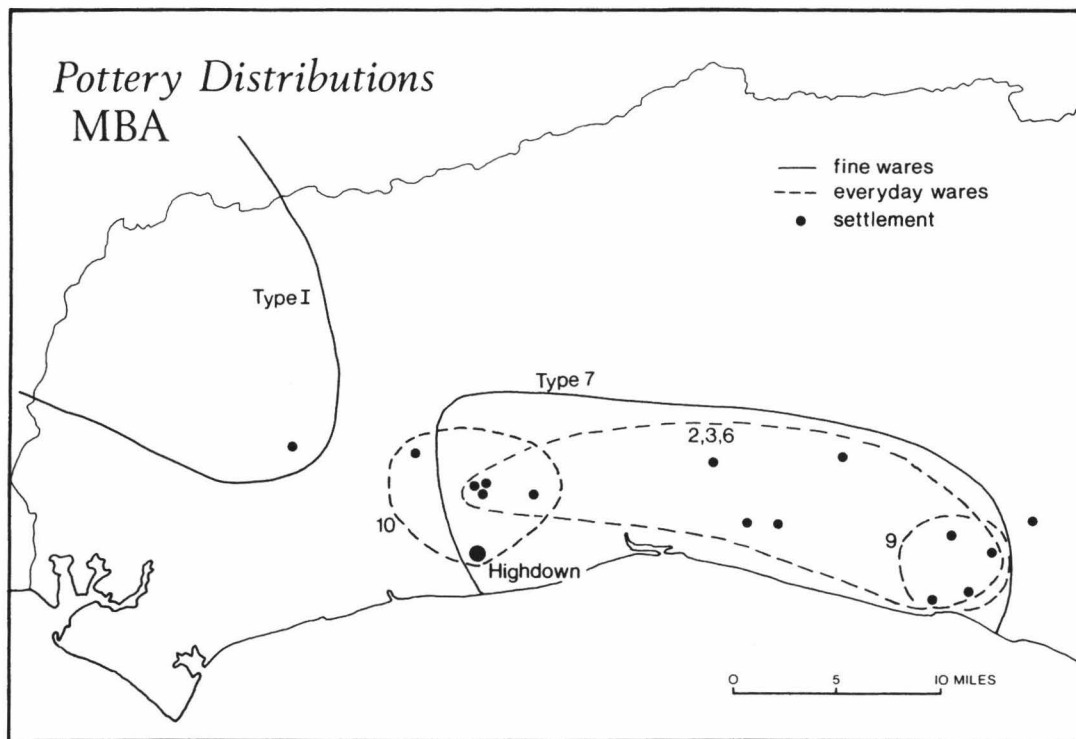 Pottery Distributions
MBA
fine wares
everyday wares
settlement
Type I
Type 7
2,3,6
10
9
Highdown
0 5 10 MILES